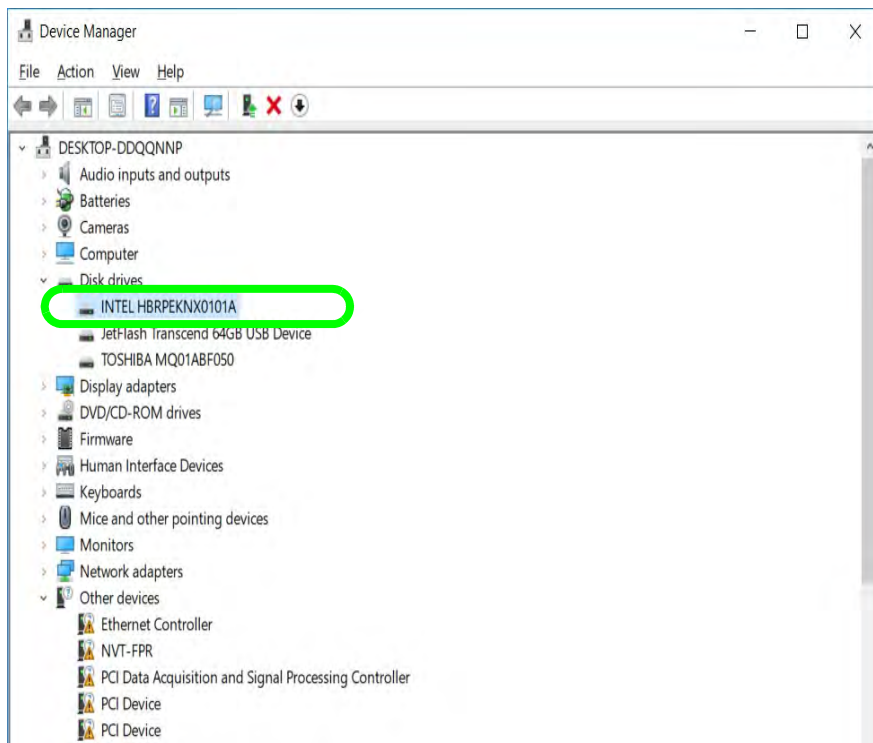 Device Manager
File Action View Help
DESKTOP-DDQQNNP
Audio inputs and outputs
Batteries
Cameras
Computer
Disk drives
INTEL HBRPEKNX0101A
JetFlash Transcend 64GB USB Device
TOSHIBA MQ01ABF050
Display adapters
DVD/CD-ROM drives
Firmware
Human Interface Devices
Keyboards
Mice and other pointing devices
Monitors
Network adapters
Other devices
Ethernet Controller
NVT-FPR
PCI Data Acquisition and Signal Processing Controller
PCI Device
PCI Device